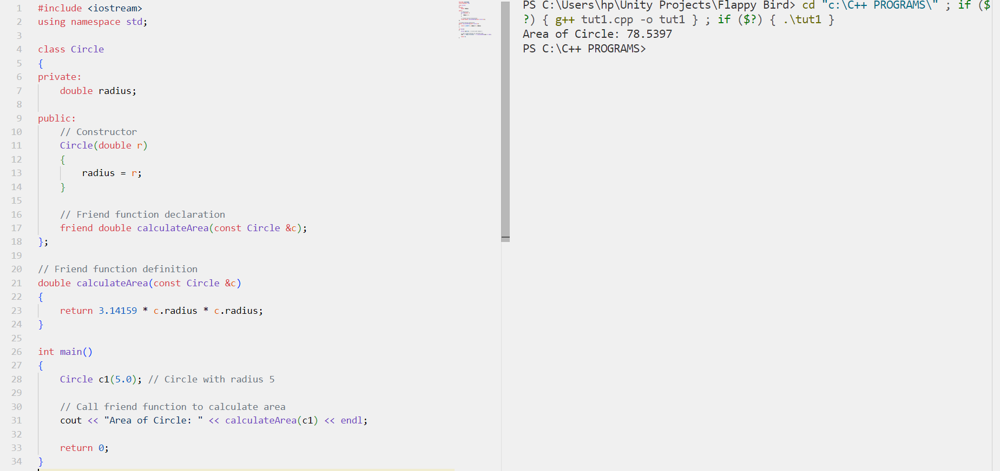 1 #include <iostream>
2 using namespace std;
3
4 class Circle
5 {
6 private:
7     double radius;
8
9 public:
10     // Constructor
11     Circle(double r)
12     {
13         radius = r;
14     }
15
16     // Friend function declaration
17     friend double calculateArea(const Circle &c);
18 };
19
20 // Friend function definition
21 double calculateArea(const Circle &c)
22 {
23     return 3.14159 * c.radius * c.radius;
24 }
25
26 int main()
27 {
28     Circle c1(5.0); // Circle with radius 5
29
30     // Call friend function to calculate area
31     cout << "Area of Circle: " << calculateArea(c1) << endl;
32
33     return 0;
34 }
PS C:\Users\hp\Unity Projects\Flappy Bird> cd "c:\C++ PROGRAMS\" ; if ($
?) { g++ tut1.cpp -o tut1 } ; if ($?) { .\tut1 }
Area of Circle: 78.5397
PS C:\C++ PROGRAMS>